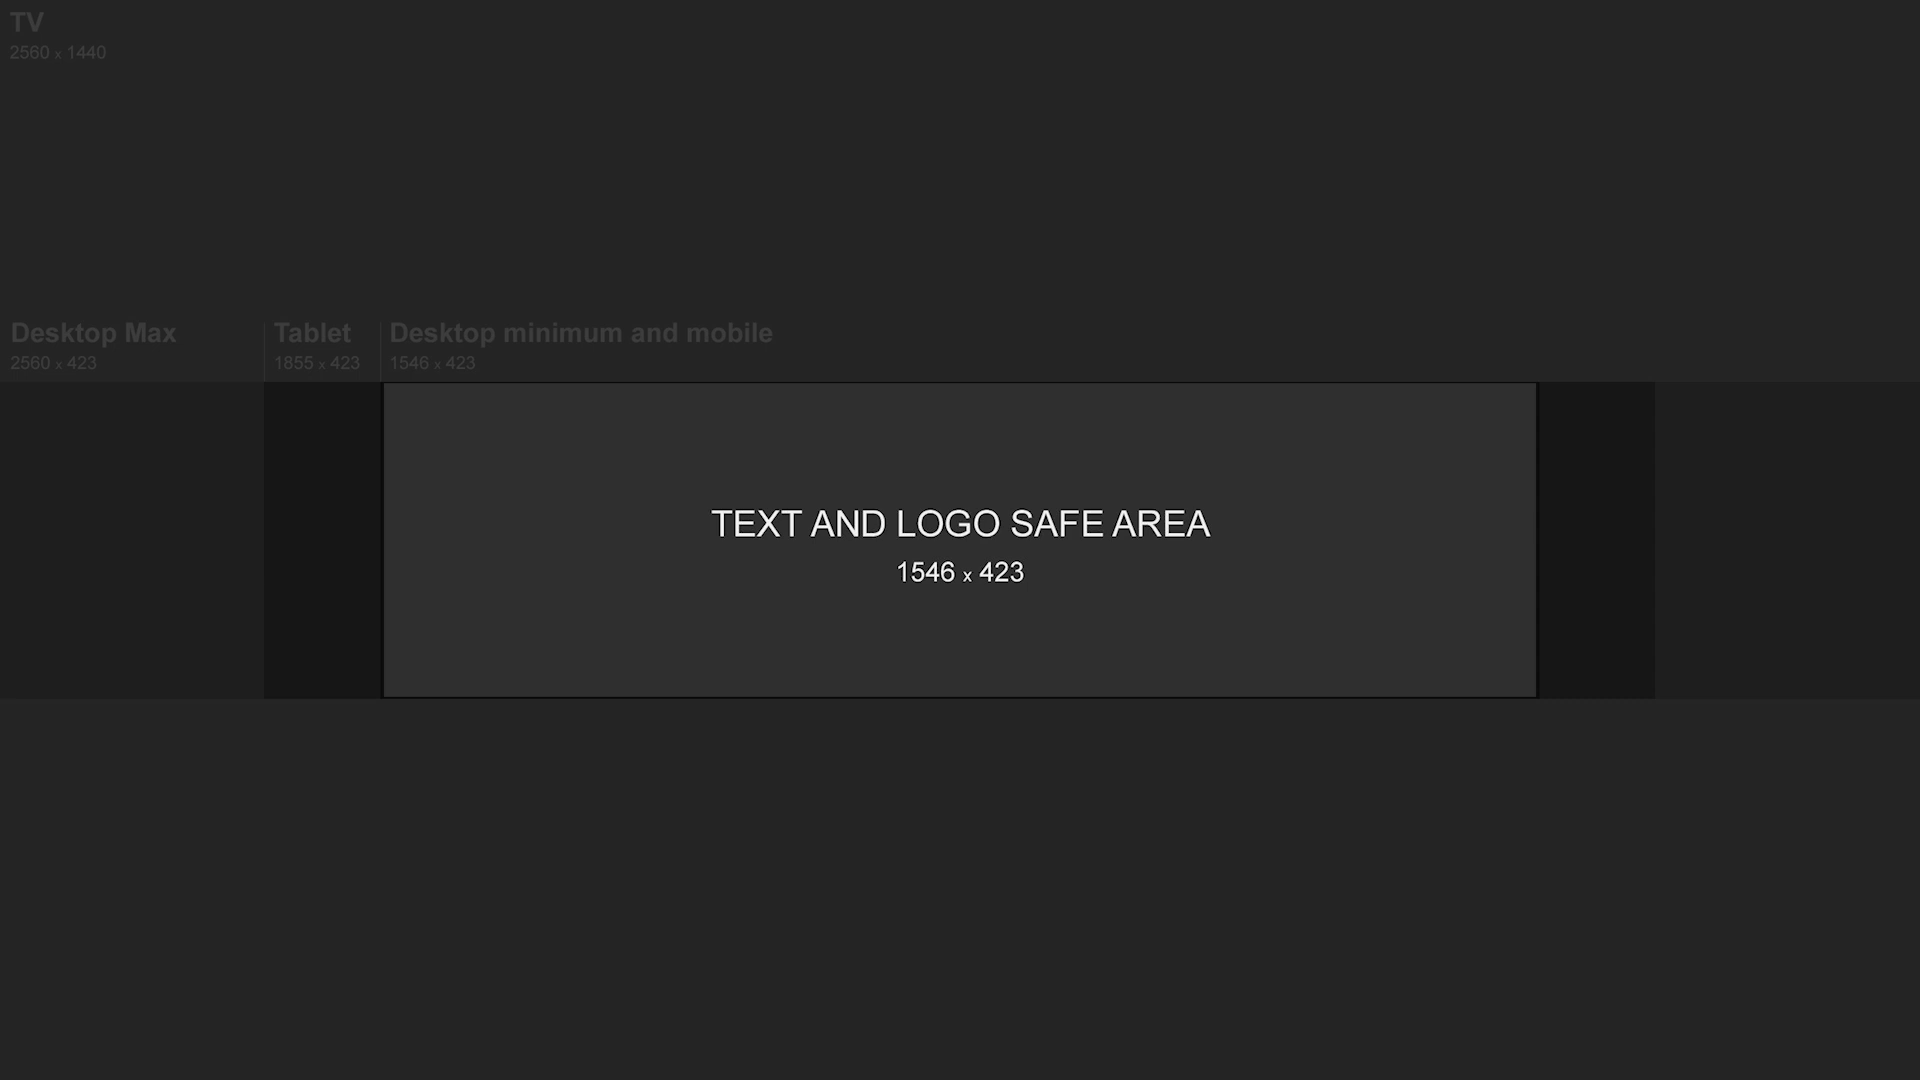 TV
2560 x 1440
Desktop Max
2560 x 423
Tablet
1855 x 423
Desktop minimum and mobile
1546 x 423
TEXT AND LOGO SAFE AREA
1546 x 423